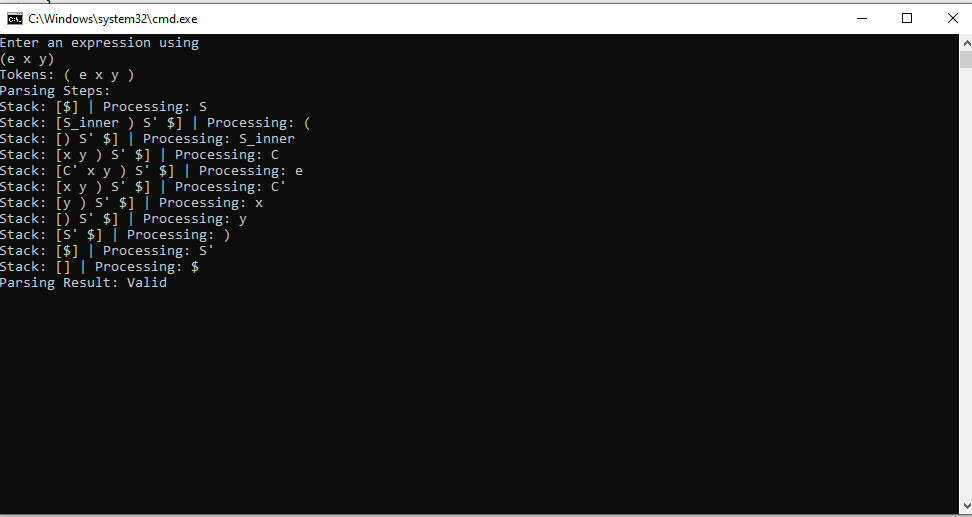 C:\Windows\system32\cmd.exe
Enter an expression using
(e x y)
Tokens: ( e x y )
Parsing Steps:
Stack: [$] | Processing: S
Stack: [S_inner ) S' $] | Processing: (
Stack: [) S' $] | Processing: S_inner
Stack: [x y ) S' $] | Processing: C
Stack: [C' x y ) S' $] | Processing: e
Stack: [x y ) S' $] | Processing: C'
Stack: [y ) S' $] | Processing: x
Stack: [) S' $] | Processing: y
Stack: [S' $] | Processing: )
Stack: [$] | Processing: S'
Stack: [] | Processing: $
Parsing Result: Valid